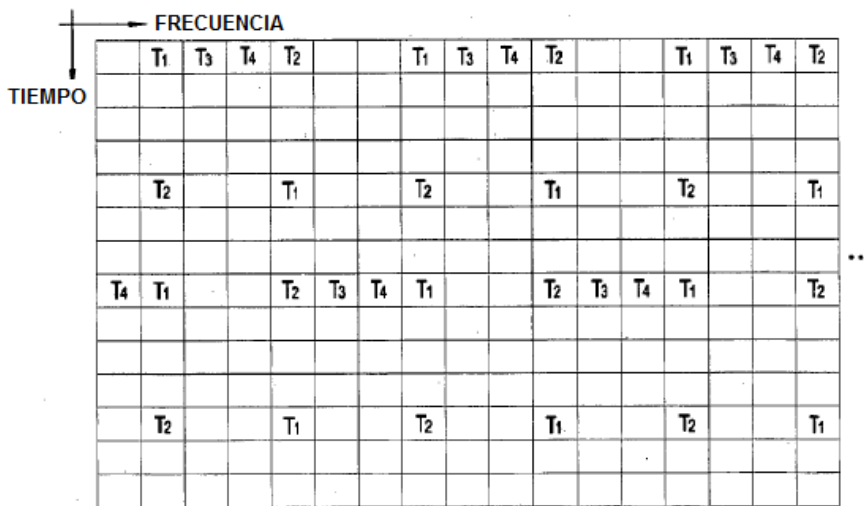 FRECUENCIA
TIEMPO
T1 T3 T4 T2 T1 T3 T4 T2 T1 T3 T4 T2
T2 T1 T2 T1 T2 T1
T4 T1 T2 T3 T4 T1 T2 T3 T4 T1 T2
T2 T1 T2 T1 T2 T1